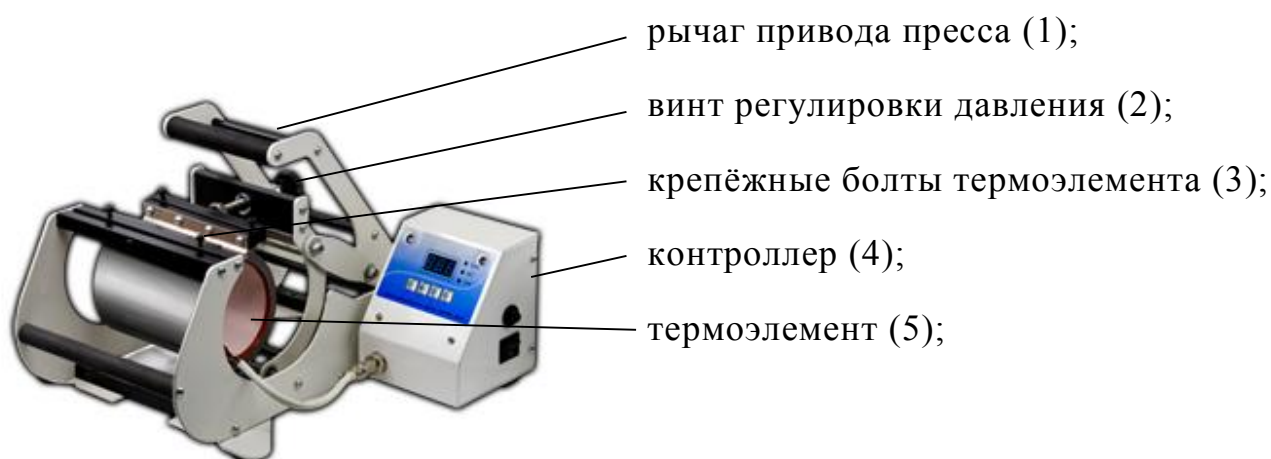 рычаг привода пресса (1);
винт регулировки давления (2);
крепёжные болты термоэлемента (3);
контроллер (4);
термоэлемент (5);